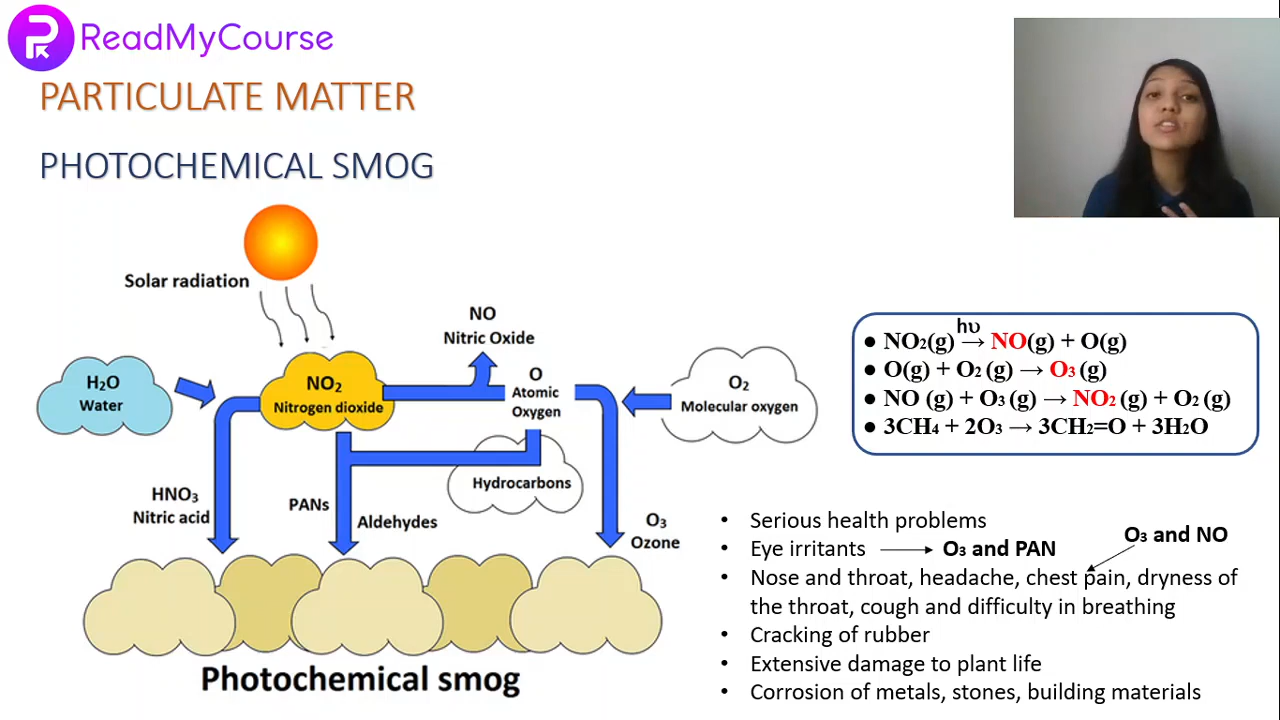 ReadMyCourse
PARTICULATE MATTER
PHOTOCHEMICAL SMOG
Solar radiation
NO
Nitric Oxide
H₂O
Water
NO₂
Nitrogen dioxide
O
Atomic
Oxygen
O₂
Molecular oxygen
HNO₃
Nitric acid
PANs
Aldehydes
Hydrocarbons
O₃
Ozone
Photochemical smog
hυ
● NO₂(g) → NO(g) + O(g)
● O(g) + O₂ (g) → O₃ (g)
● NO (g) + O₃ (g) → NO₂ (g) + O₂ (g)
● 3CH₄ + 2O₃ → 3CH₂=O + 3H₂O
• Serious health problems
• Eye irritants → O₃ and PAN
O₃ and NO
• Nose and throat, headache, chest pain, dryness of
the throat, cough and difficulty in breathing
• Cracking of rubber
• Extensive damage to plant life
• Corrosion of metals, stones, building materials